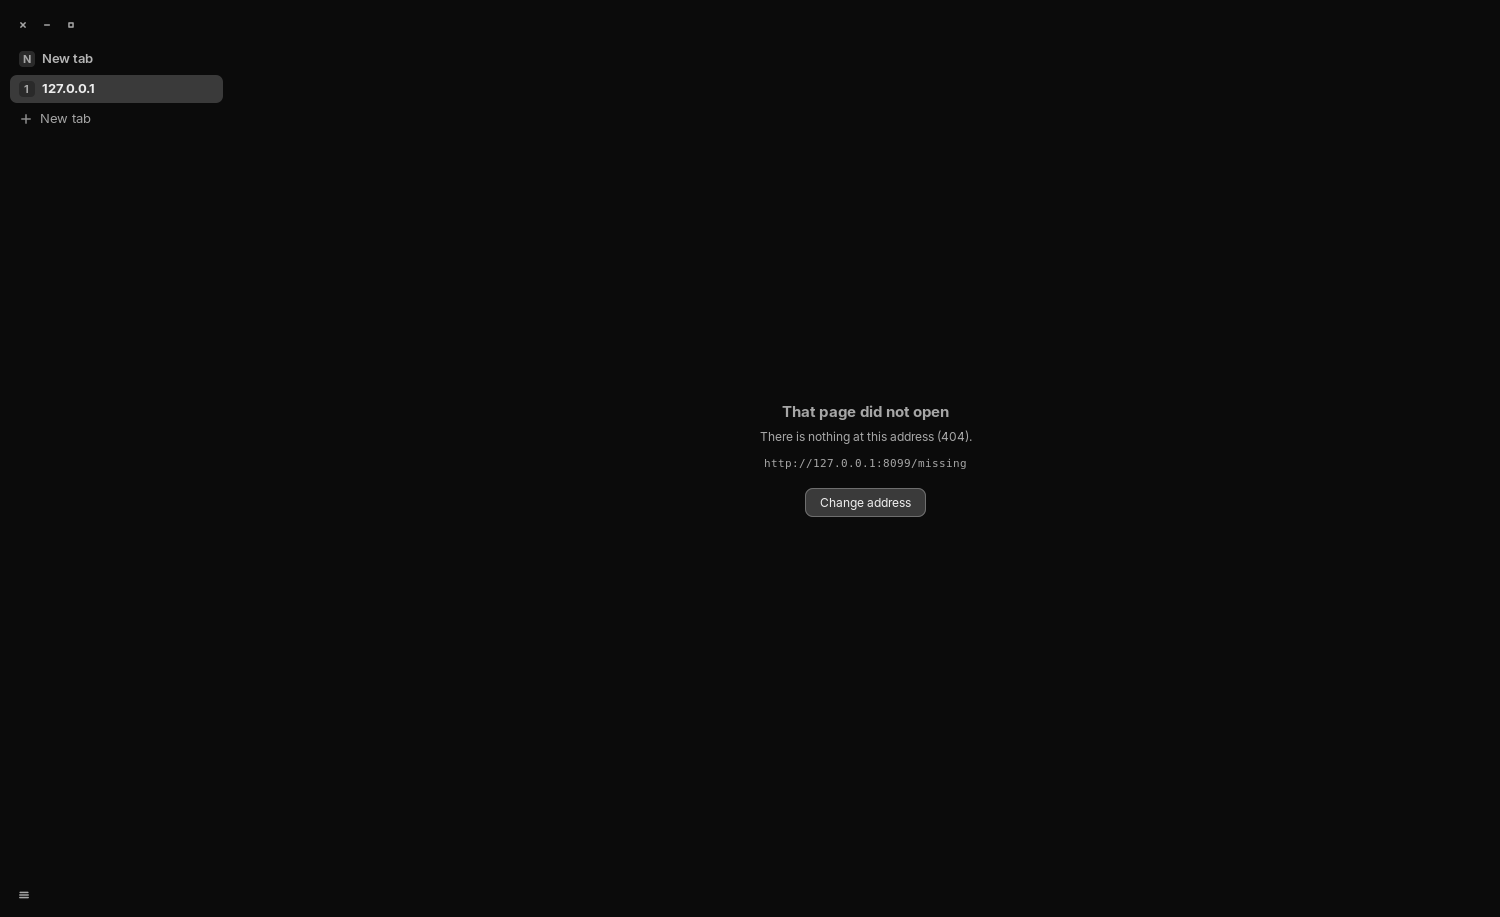 N New tab
1 127.0.0.1
New tab
That page did not open
There is nothing at this address (404).
http://127.0.0.1:8099/missing
Change address